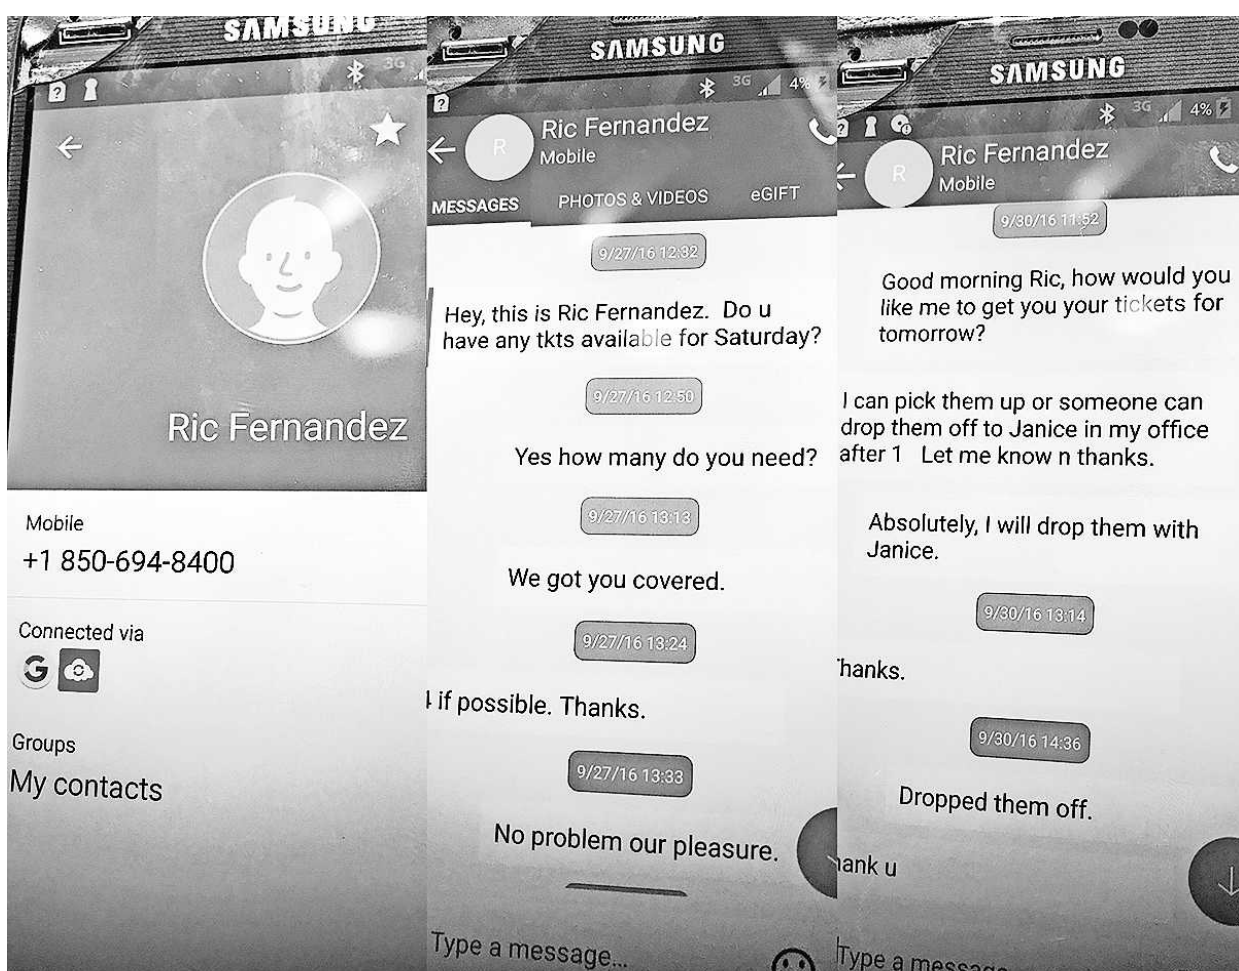 SAMSUNG
3G
Ric Fernandez
Mobile
+1 850-694-8400
Connected via
G
Groups
My contacts
SAMSUNG
3G 4%
R
Ric Fernandez
Mobile
MESSAGES PHOTOS & VIDEOS eGIFT
9/27/16 12:32
Hey, this is Ric Fernandez. Do u
have any tkts available for Saturday?
9/27/16 12:50
Yes how many do you need?
9/27/16 13:13
We got you covered.
9/27/16 13:24
if possible. Thanks.
9/27/16 13:33
No problem our pleasure.
Type a message...
SAMSUNG
3G 4%
R
Ric Fernandez
Mobile
9/30/16 11:52
Good morning Ric, how would you
like me to get you your tickets for
tomorrow?
I can pick them up or someone can
drop them off to Janice in my office
after 1 Let me know n thanks.
Absolutely, I will drop them with
Janice.
9/30/16 13:14
hanks.
9/30/16 14:36
Dropped them off.
ank u
Type a message